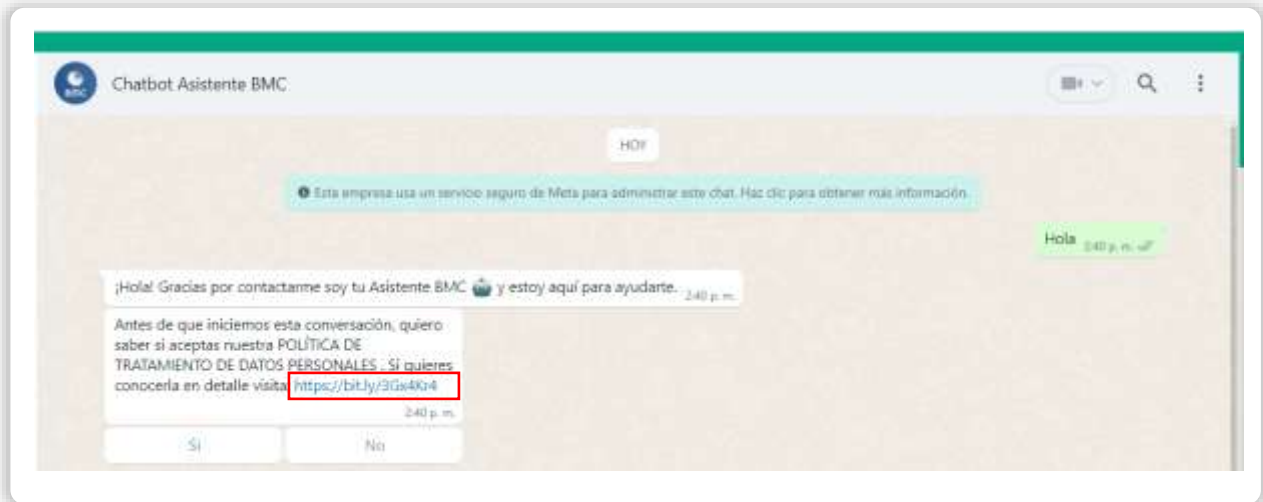 Chatbot Asistente BMC
HOY
Esta empresa usa un servicio seguro de Meta para administrar este chat. Haz clic para obtener más información.
Hola 2:40 p. m.
¡Hola! Gracias por contactarme soy tu Asistente BMC y estoy aquí para ayudarte. 2:40 p. m.
Antes de que iniciemos esta conversación, quiero
saber si aceptas nuestra POLÍTICA DE
TRATAMIENTO DE DATOS PERSONALES . Si quieres
conocerla en detalle visita https://bit.ly/3Gx4Kr4
2:40 p. m.
Si
No